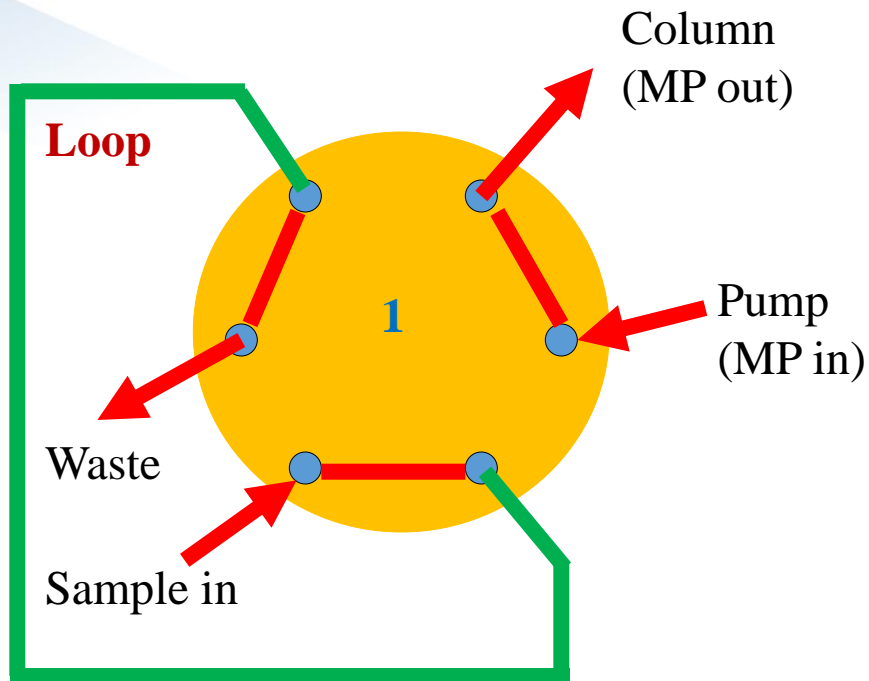 Column
(MP out)
Loop
1
Pump
(MP in)
Waste
Sample in